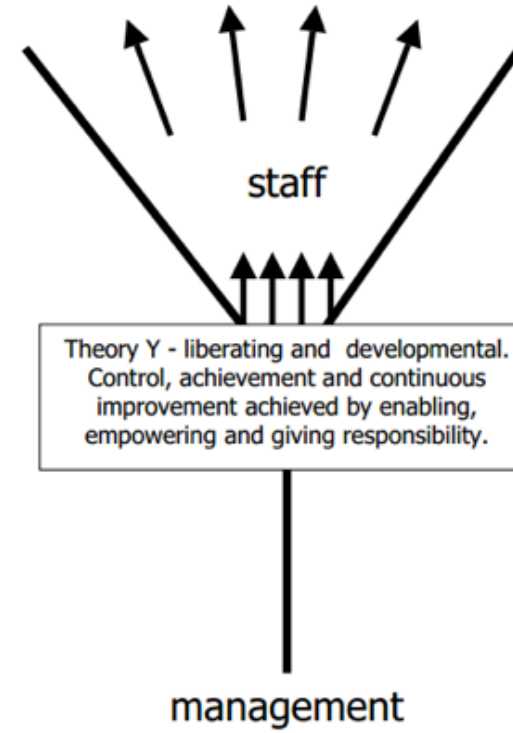 staff
Theory Y - liberating and developmental.
Control, achievement and continuous
improvement achieved by enabling,
empowering and giving responsibility.
management